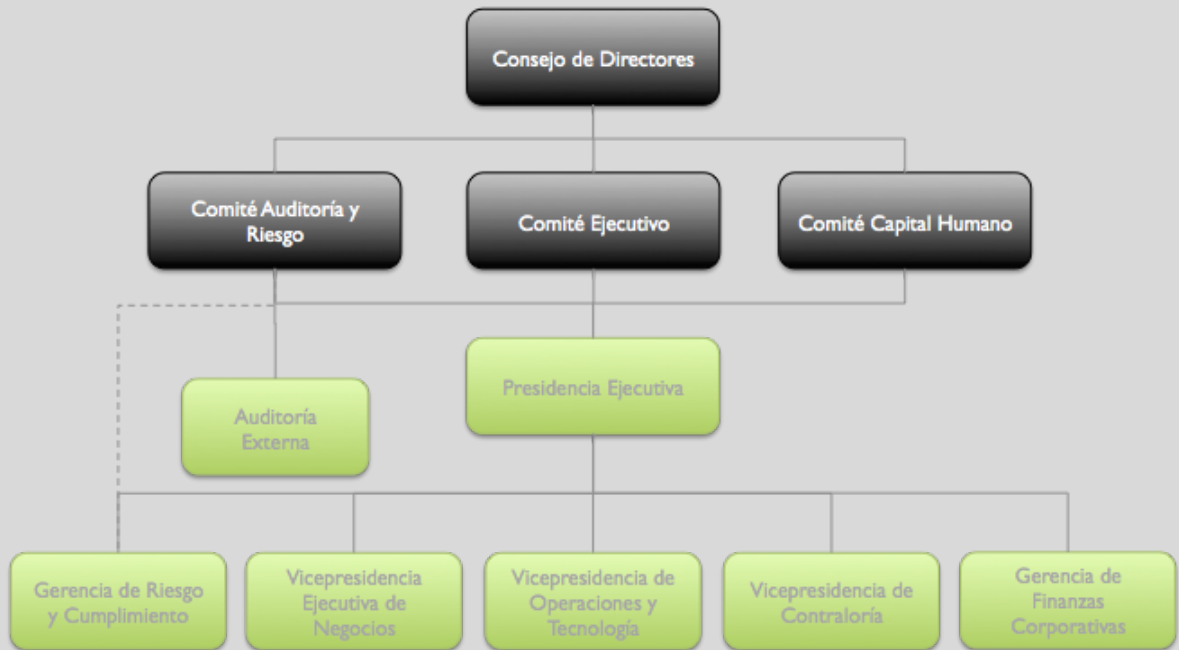 Consejo de Directores
Comité Auditoría y
Riesgo
Comité Ejecutivo
Comité Capital Humano
Presidencia Ejecutiva
Auditoría
Externa
Gerencia de Riesgo
y Cumplimiento
Vicepresidencia
Ejecutiva de
Negocios
Vicepresidencia de
Operaciones y
Tecnología
Vicepresidencia de
Contraloría
Gerencia de
Finanzas
Corporativas